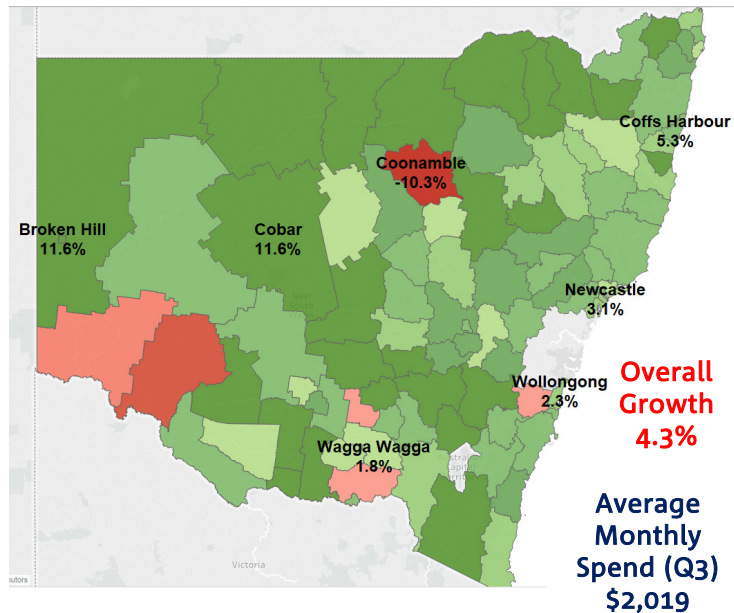 Coffs Harbour
5.3%
Coonamble
-10.3%
Broken Hill
11.6%
Cobar
11.6%
Newcastle
3.1%
Wollongong
2.3%
Overall
Growth
4.3%
Wagga Wagga
1.8%
Average
Monthly
Spend (Q3)
$2,019
Victoria